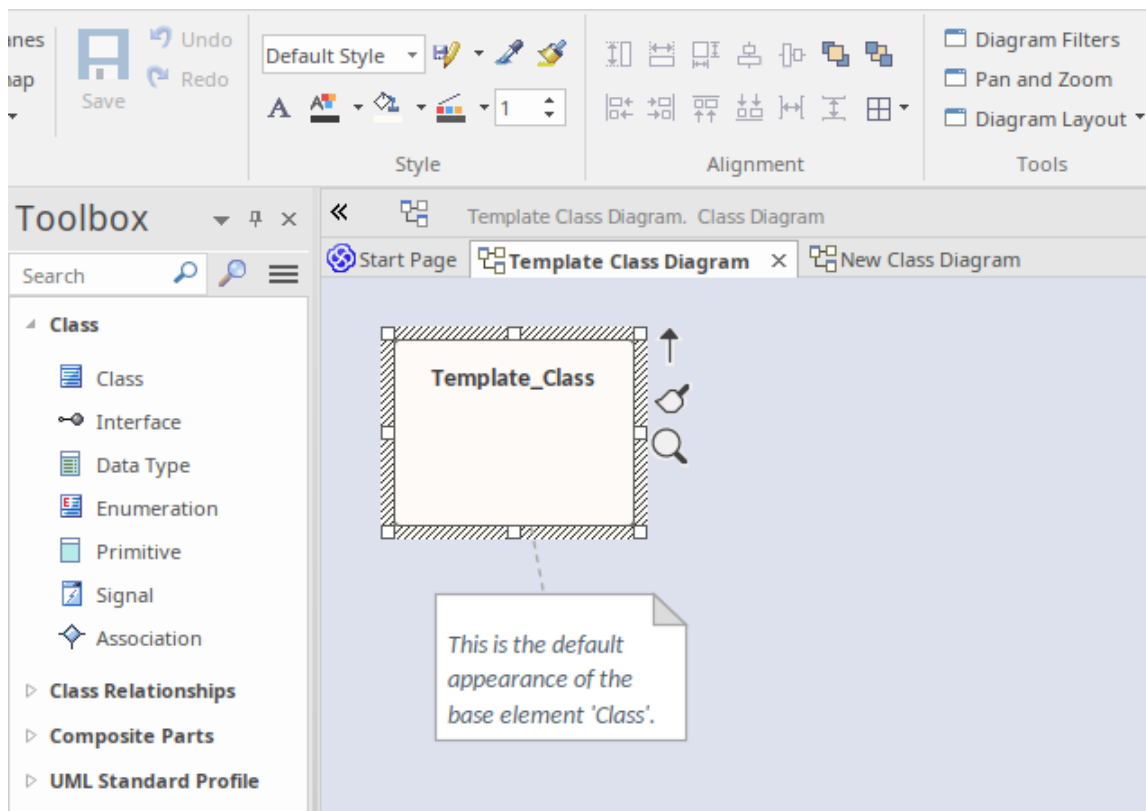 nes
Undo
Redo
Save
Default Style
A
1
Style
Alignment
Diagram Filters
Pan and Zoom
Diagram Layout
Tools
Toolbox
Search
Class
Class
Interface
Data Type
Enumeration
Primitive
Signal
Association
Class Relationships
Composite Parts
UML Standard Profile
Template Class Diagram. Class Diagram
Start Page
Template Class Diagram
New Class Diagram
Template_Class
This is the default
appearance of the
base element 'Class'.